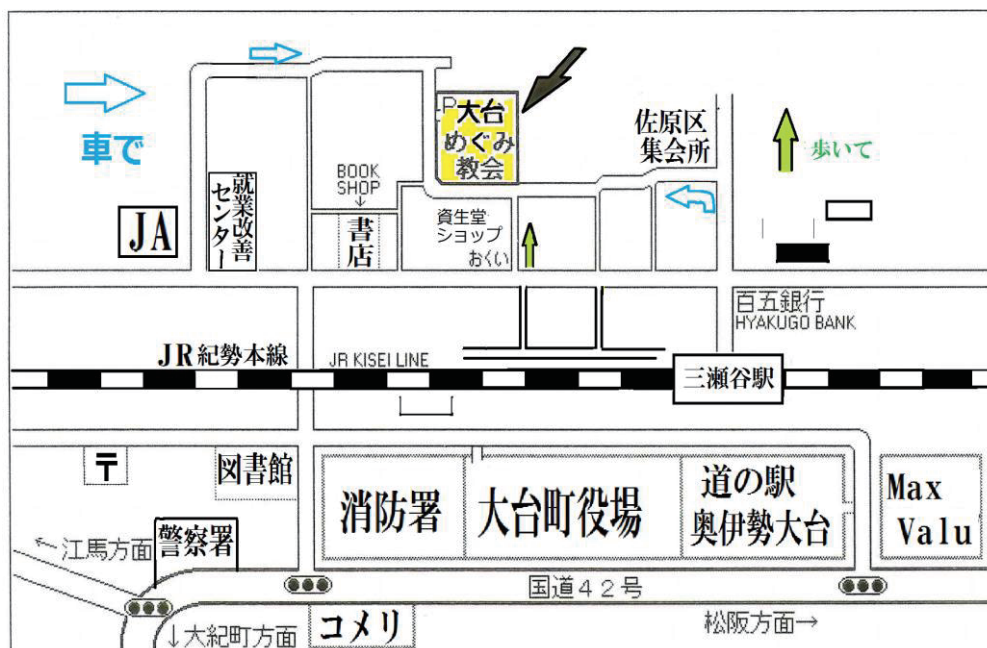 車で
P
大台
めぐみ
教会
佐原区
集会所
歩いて
BOOK
SHOP
↓
就業改善
センター
JA
書店
資生堂
ショップ
おくい
百五銀行
HYAKUGO BANK
JR紀勢本線
JR KISEI LINE
三瀬谷駅
〒
図書館
消防署
大台町役場
道の駅
奥伊勢大台
Max
Valu
←江馬方面
警察署
国道42号
↓大紀町方面
コメリ
松阪方面→